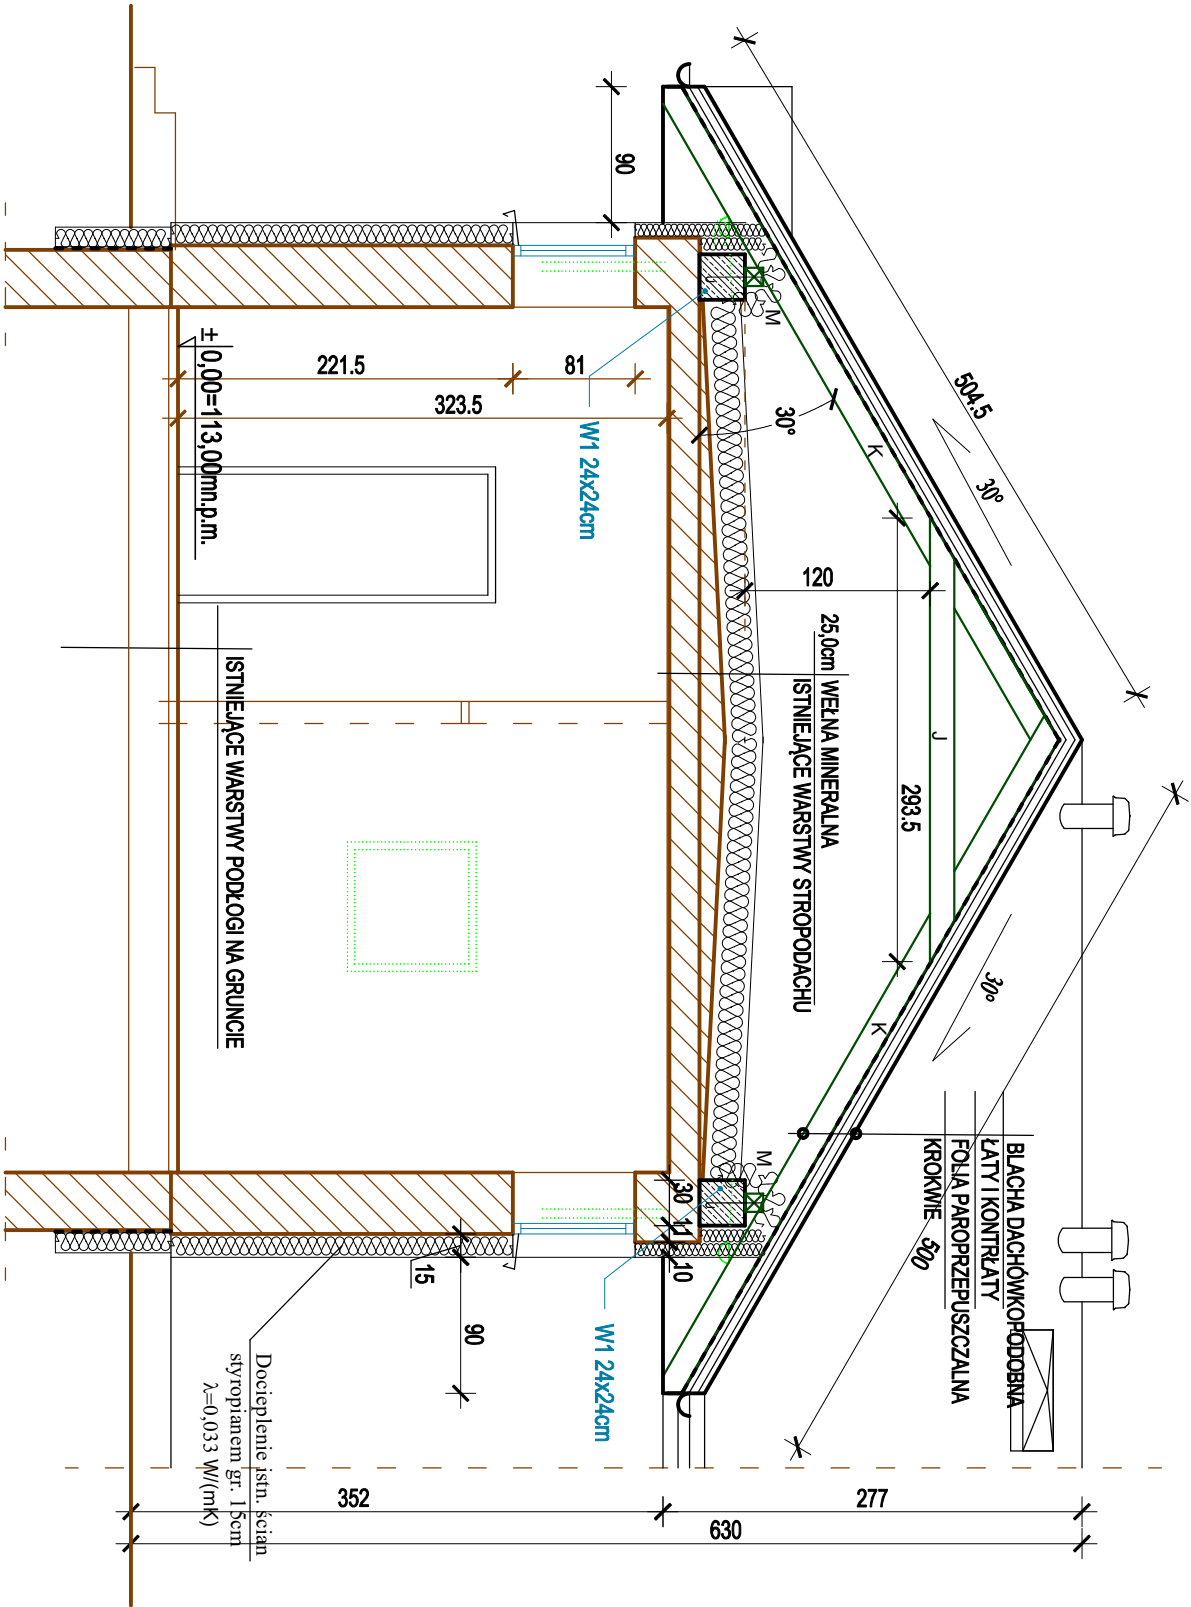 504.5
30°
30°
K
K
J
30°
120
293.5
25,0cm WEŁNA MINERALNA
ISTNIEJĄCE WARSTWY STROPODACHU
BLACHA DACHÓWKOPODOBNA
ŁATY I KONTRŁATY
FOLIA PAROPRZEPUSZCZALNA
KROKWIE
500
M
M
90
221.5
81
323.5
W1 24x24cm
W1 24x24cm
± 0,00=113,00mn.p.m.
ISTNIEJĄCE WARSTWY PODŁOGI NA GRUNCIE
30
11
10
15
90
Docieplenie istn. ścian
styropianem gr. 15cm
λ=0,033 W/(mK)
352
277
630